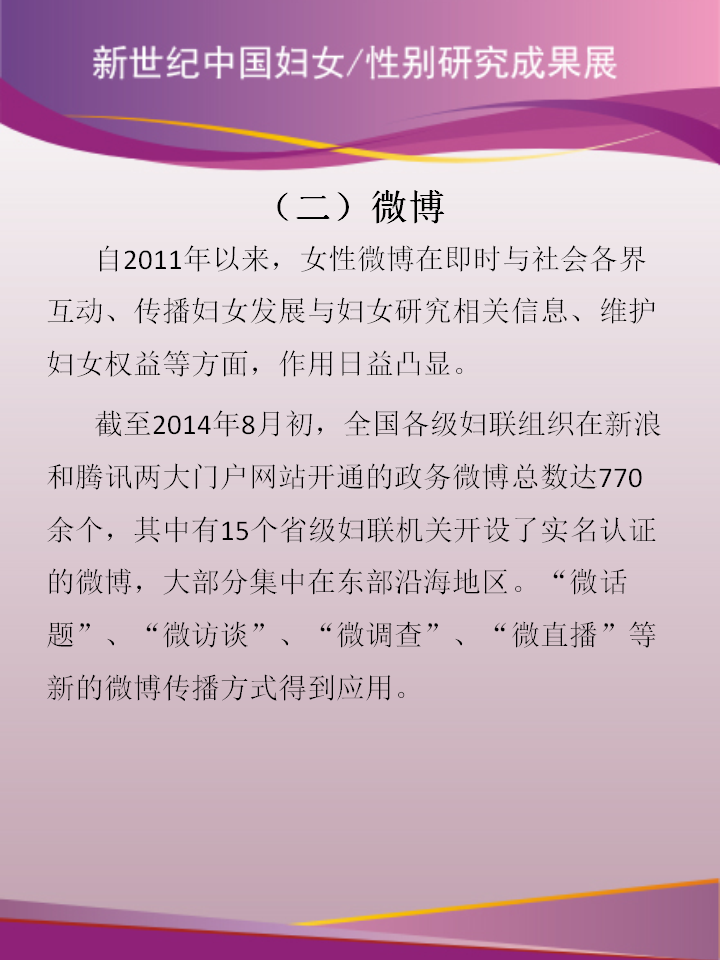 新世纪中国妇女/性别研究成果展
（二）微博
自2011年以来，女性微博在即时与社会各界
互动、传播妇女发展与妇女研究相关信息、维护
妇女权益等方面，作用日益凸显。
截至2014年8月初，全国各级妇联组织在新浪
和腾讯两大门户网站开通的政务微博总数达770
余个，其中有15个省级妇联机关开设了实名认证
的微博，大部分集中在东部沿海地区。“微话
题”、“微访谈”、“微调查”、“微直播”等
新的微博传播方式得到应用。